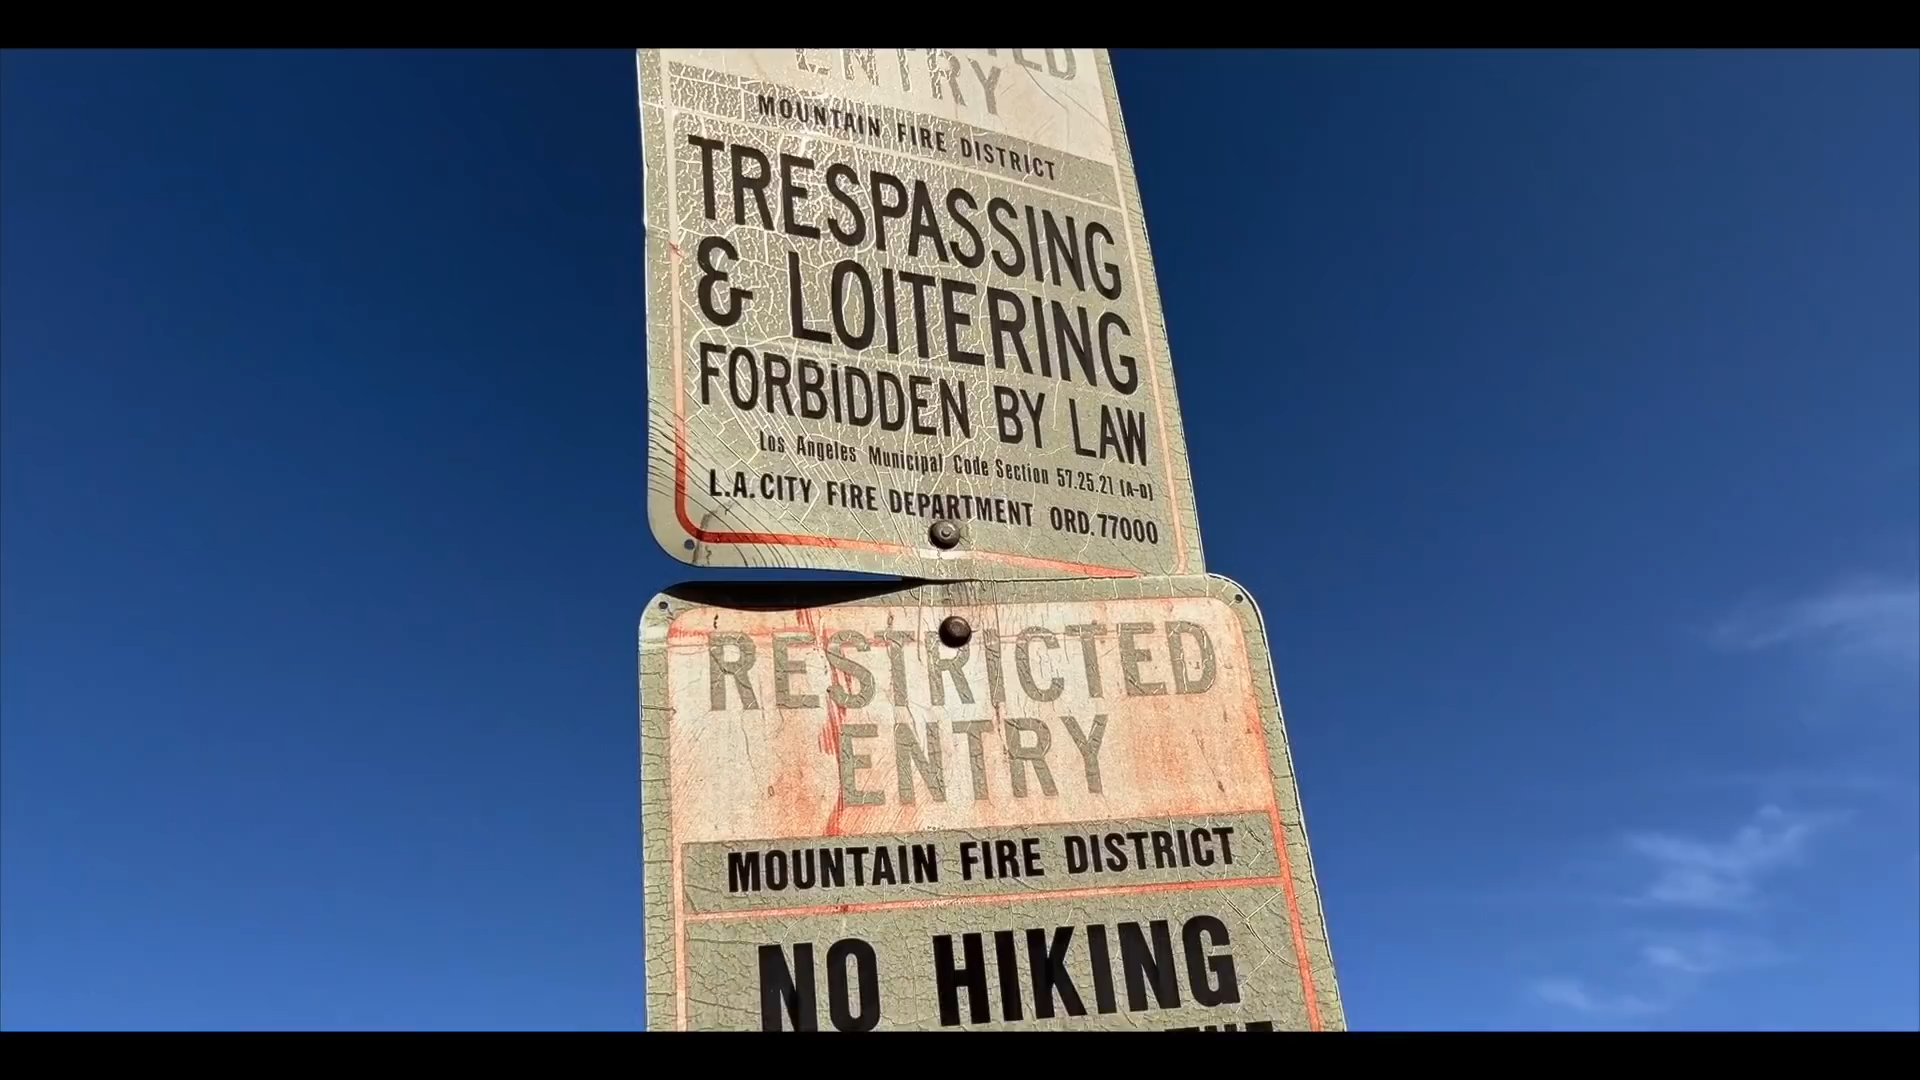 ENTRY
MOUNTAIN FIRE DISTRICT
TRESPASSING
& LOITERING
FORBIDDEN BY LAW
Los Angeles Municipal Code Section 57.25.21 (A-D)
L.A. CITY FIRE DEPARTMENT ORD. 77000
RESTRICTED
ENTRY
MOUNTAIN FIRE DISTRICT
NO HIKING